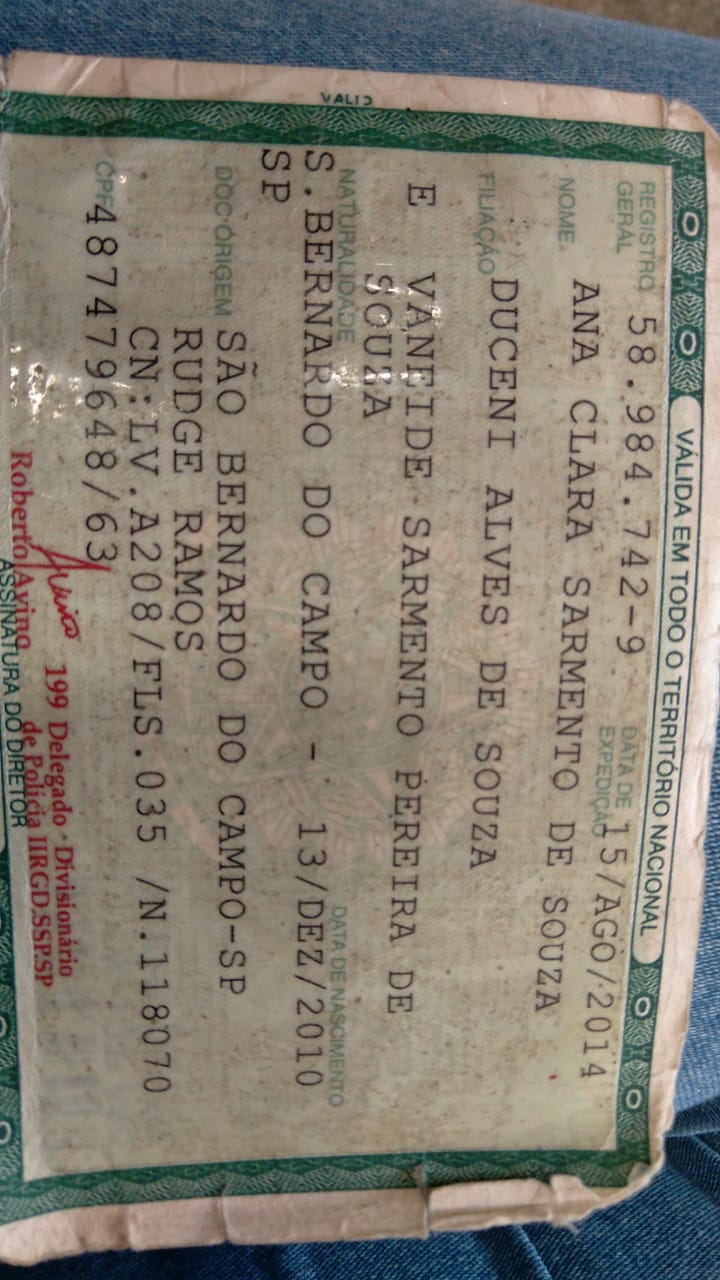 VÁLIDA EM TODO O TERRITÓRIO NACIONAL
REGISTRO GERAL 58.984.742-9 DATA DE EXPEDIÇÃO 15/AGO/2014
NOME ANA CLARA SARMENTO DE SOUZA
FILIAÇÃO DUCENI ALVES DE SOUZA
E VANEIDE SARMENTO PEREIRA DE
SOUZA
NATURALIDADE DATA DE NASCIMENTO
S.BERNARDO DO CAMPO - 13/DEZ/2010
SP
DOC ORIGEM SÃO BERNARDO DO CAMPO-SP
RUDGE RAMOS
CN:LV.A208/FLS.035 /N.118070
CPF 487479648/63
199 Delegado Divisionário
Roberto Avino de Polícia IIRGD.SSP.SP
ASSINATURA DO DIRETOR